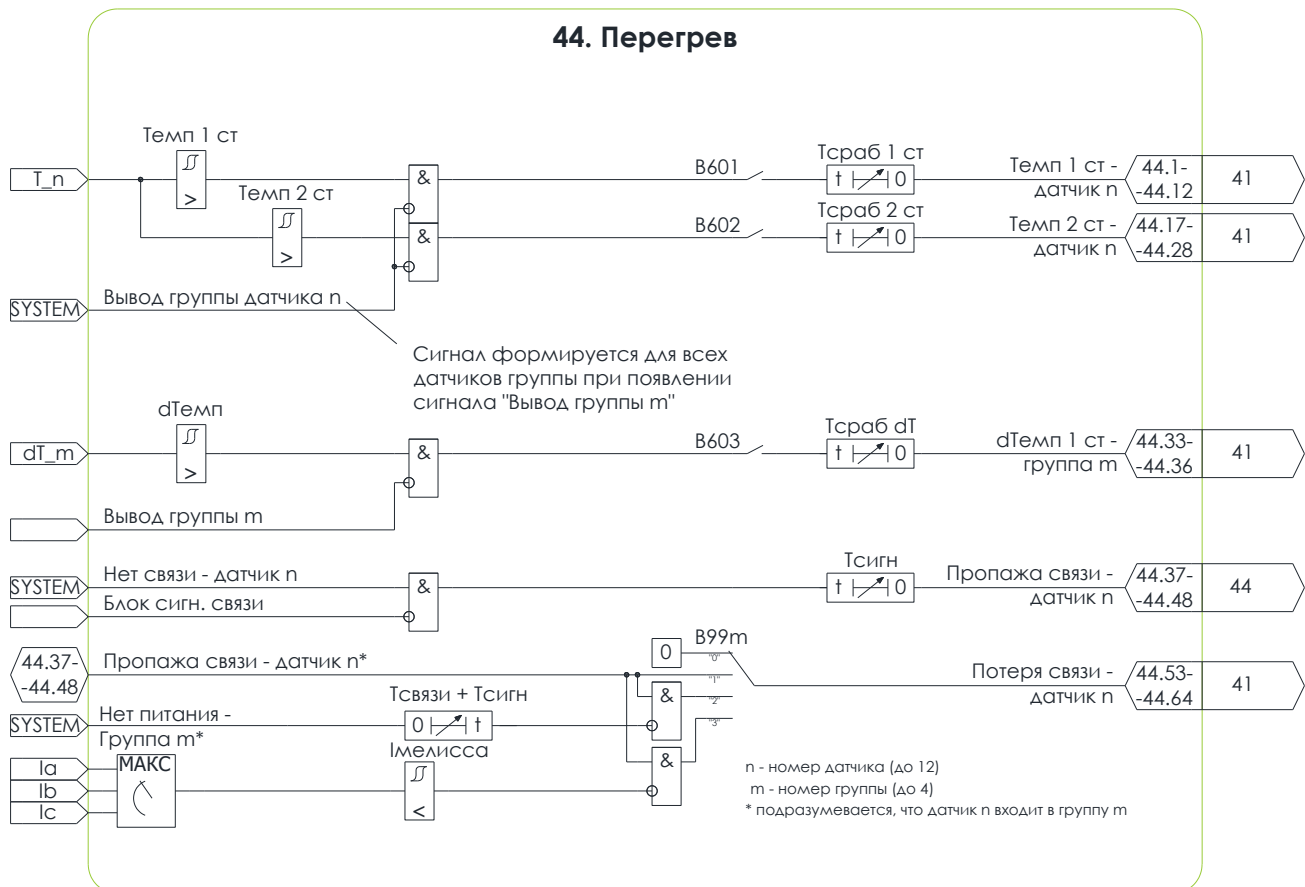 44. Перегрев
Темп 1 ст
T_n
>
Темп 2 ст
>
&
&
B601
Тсраб 1 ст
t 0
Темп 1 ст -
датчик n
44.1-
-44.12
41
B602
Тсраб 2 ст
t 0
Темп 2 ст -
датчик n
44.17-
-44.28
41
SYSTEM
Вывод группы датчика n
Сигнал формируется для всех
датчиков группы при появлении
сигнала "Вывод группы m"
dТемп
dT_m
>
&
B603
Тсраб dT
t 0
dТемп 1 ст -
группа m
44.33-
-44.36
41
Вывод группы m
SYSTEM
Нет связи - датчик n
&
Тсигн
t 0
Пропажа связи -
датчик n
44.37-
-44.48
44
Блок сигн. связи
44.37-
-44.48
Пропажа связи - датчик n*
0
B99m
"0"
"1"
"2"
"3"
Потеря связи -
датчик n
44.53-
-44.64
41
SYSTEM
Нет питания -
Группа m*
Тсвязи + Тсигн
0 t
&
Ia
Ib
Ic
МАКС
Iмелисса
<
&
n - номер датчика (до 12)
m - номер группы (до 4)
* подразумевается, что датчик n входит в группу m